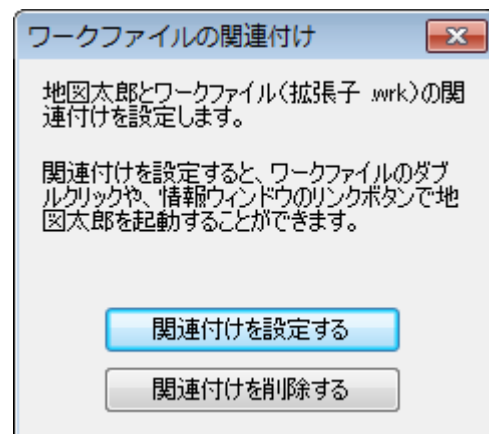 ワークファイルの関連付け
地図太郎とワークファイル(拡張子 .wrk)の関
連付けを設定します。
関連付けを設定すると、ワークファイルのダブ
ルクリックや、情報ウィンドウのリンクボタンで地
図太郎を起動することができます。
関連付けを設定する
関連付けを削除する